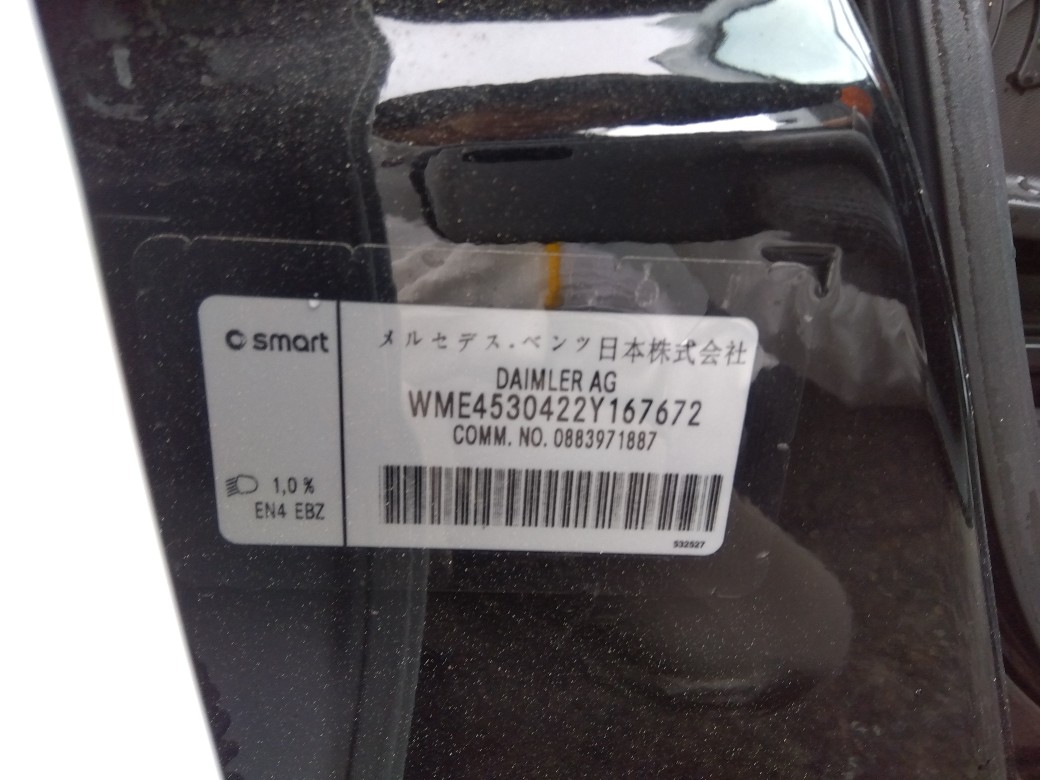 smart
メルセデス・ベンツ日本株式会社
DAIMLER AG
WME4530422Y167672
COMM. NO. 0883971887
1,0 %
EN4 EBZ
532527